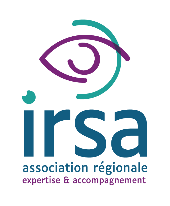 irsa
association régionale
expertise & accompagnement